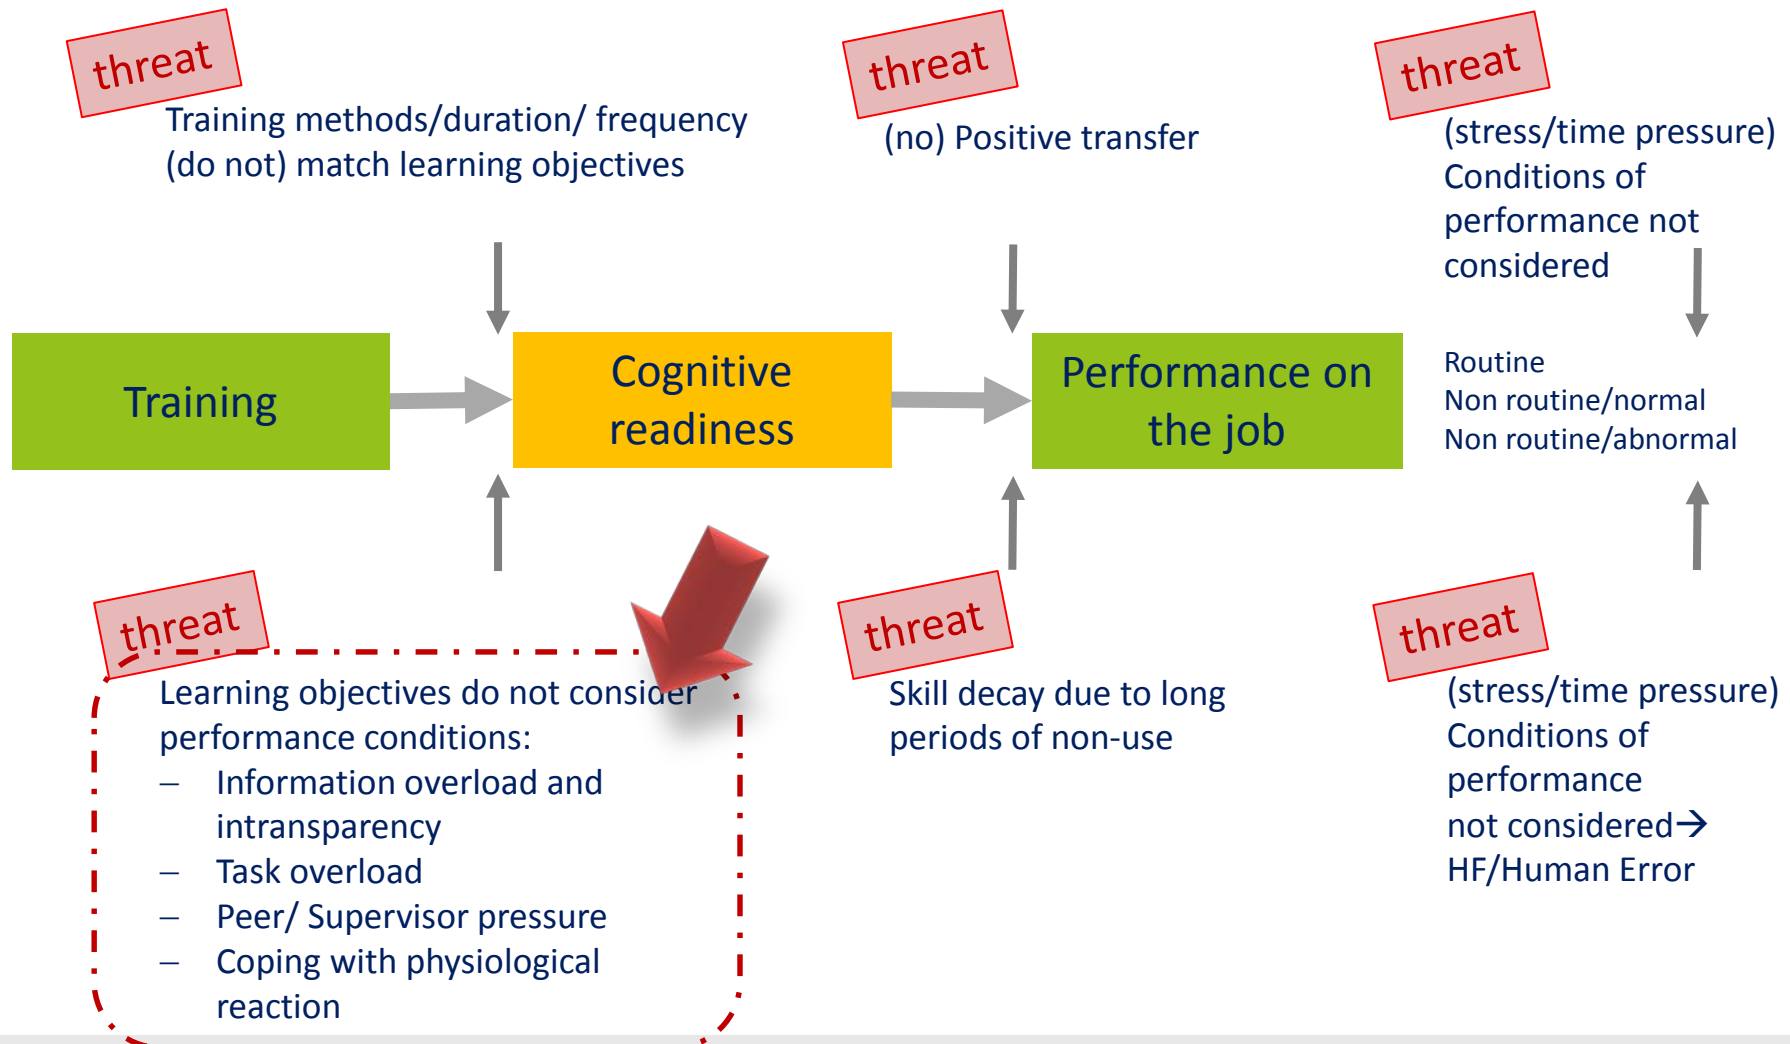 threat
Training methods/duration/ frequency
(do not) match learning objectives
threat
(no) Positive transfer
threat
(stress/time pressure)
Conditions of
performance not
considered
Training
Cognitive
readiness
Performance on
the job
Routine
Non routine/normal
Non routine/abnormal
threat
Learning objectives do not consider
performance conditions:
– Information overload and
intransparency
– Task overload
– Peer/ Supervisor pressure
– Coping with physiological
reaction
threat
Skill decay due to long
periods of non-use
threat
(stress/time pressure)
Conditions of
performance
not considered→
HF/Human Error